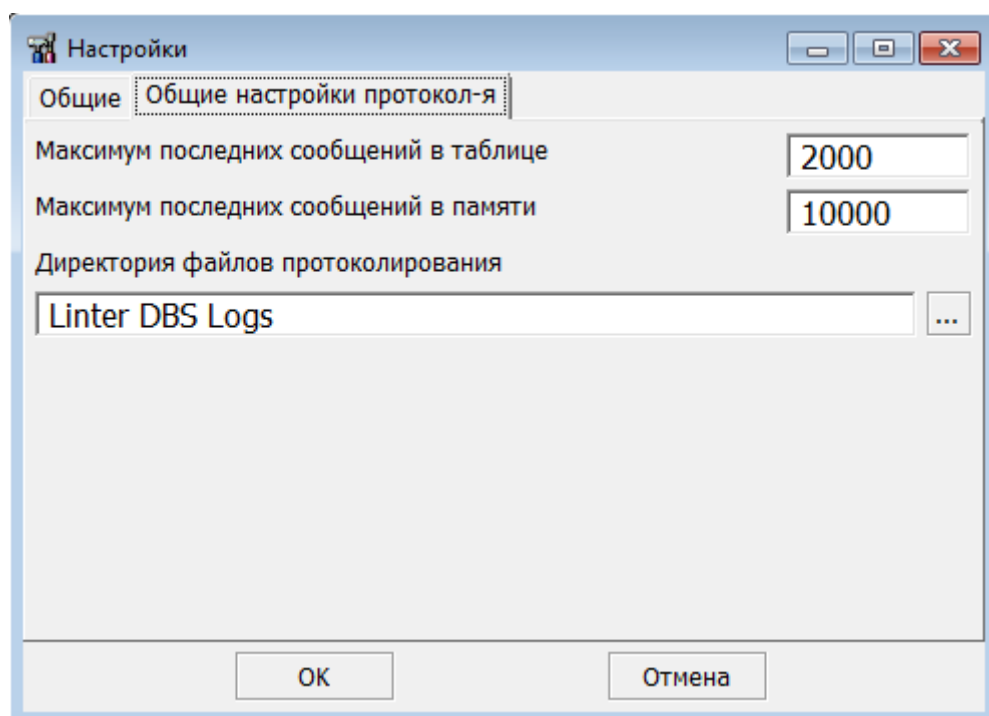 Настройки
Общие Общие настройки протокол-я
Максимум последних сообщений в таблице 2000
Максимум последних сообщений в памяти 10000
Директория файлов протоколирования
Linter DBS Logs ...
OK Отмена